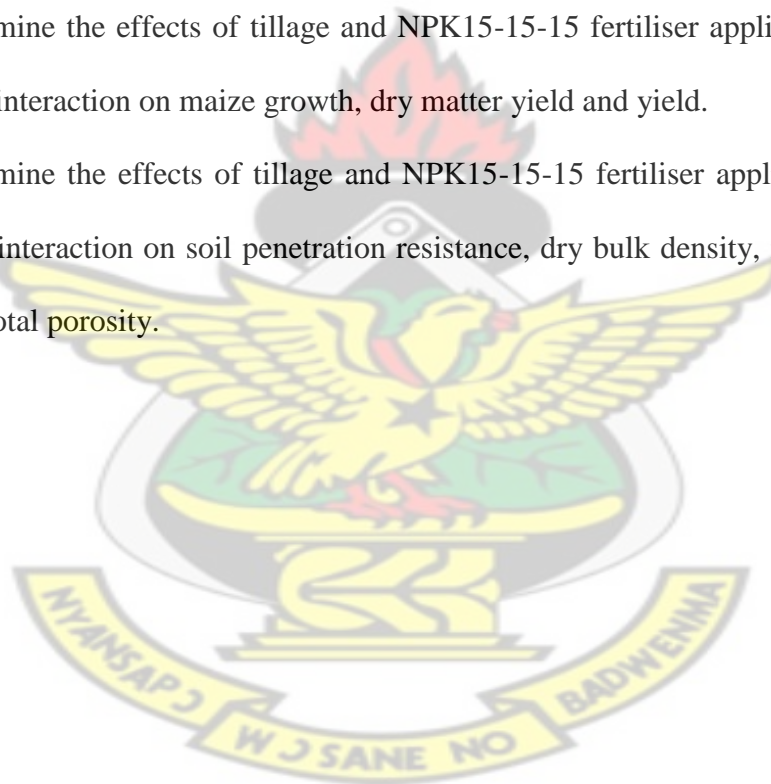 mine the effects of tillage and NPK15-15-15 fertiliser appli
interaction on maize growth, dry matter yield and yield.
mine the effects of tillage and NPK15-15-15 fertiliser appl
interaction on soil penetration resistance, dry bulk density,
otal porosity.
NYANSAPƆ WƆSANE NO BADWENMA